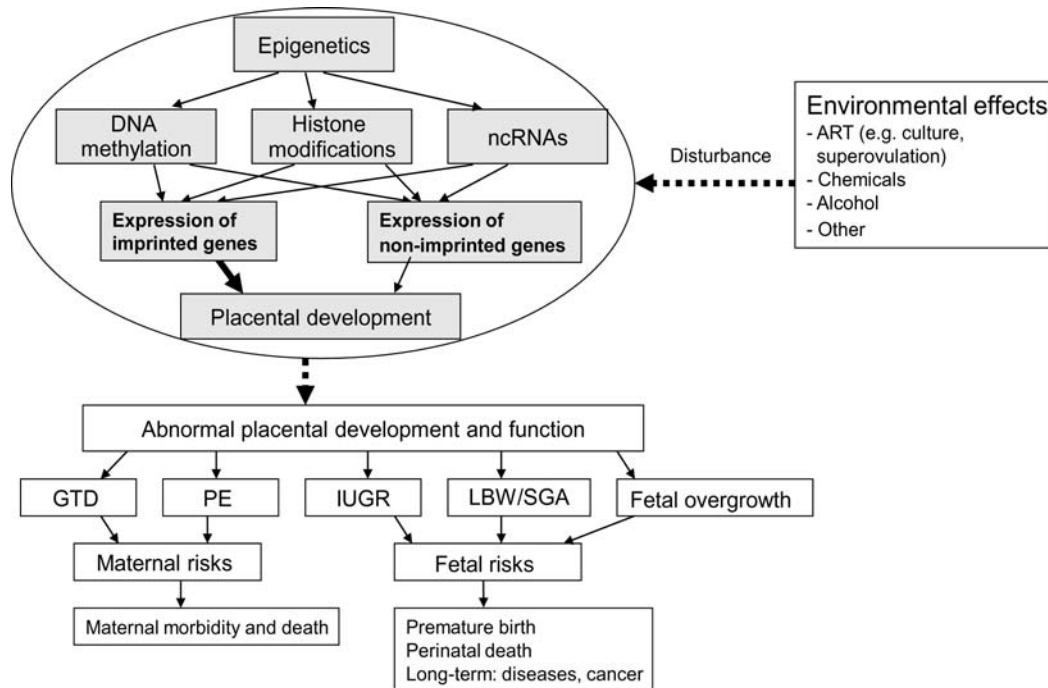 Epigenetics
DNA
methylation
Histone
modifications
ncRNAs
Expression of
imprinted genes
Expression of
non-imprinted genes
Placental development
Disturbance
Environmental effects
- ART (e.g. culture,
superovulation)
- Chemicals
- Alcohol
- Other
Abnormal placental development and function
GTD
PE
IUGR
LBW/SGA
Fetal overgrowth
Maternal risks
Fetal risks
Maternal morbidity and death
Premature birth
Perinatal death
Long-term: diseases, cancer